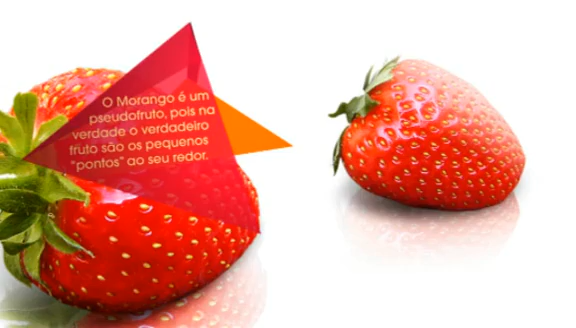 O Morango é um
pseudofruto, pois na
verdade o verdadeiro
fruto são os pequenos
"pontos" ao seu redor.